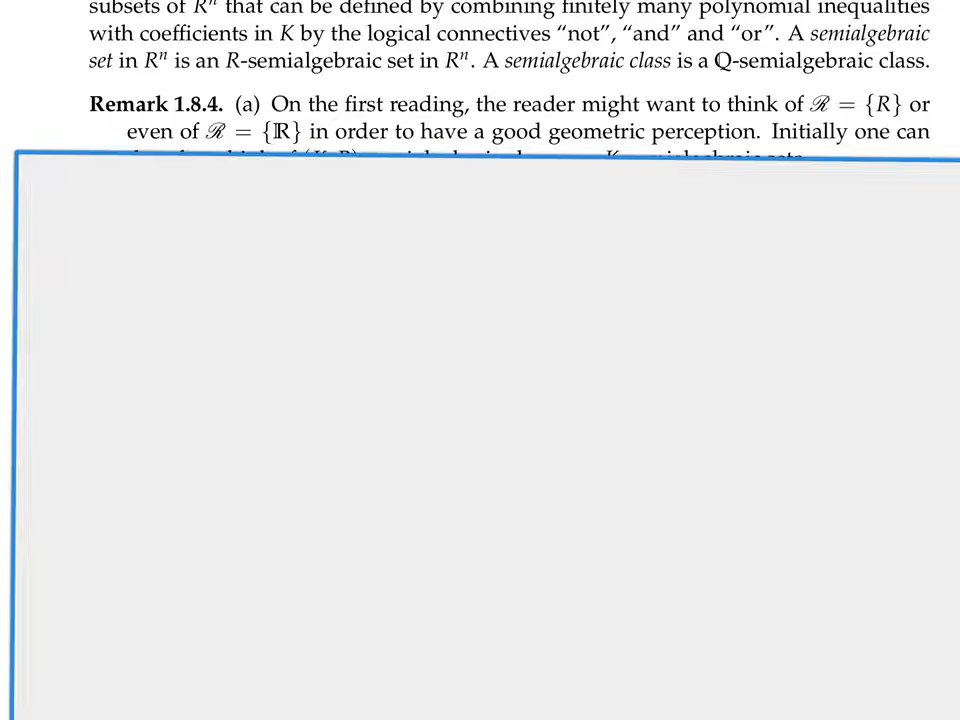 subsets of Rⁿ that can be defined by combining finitely many polynomial inequalities
with coefficients in K by the logical connectives “not”, “and” and “or”. A semialgebraic
set in Rⁿ is an R-semialgebraic set in Rⁿ. A semialgebraic class is a ℚ-semialgebraic class.
Remark 1.8.4. (a) On the first reading, the reader might want to think of ℛ = {R} or
even of ℛ = {ℝ} in order to have a good geometric perception. Initially one can